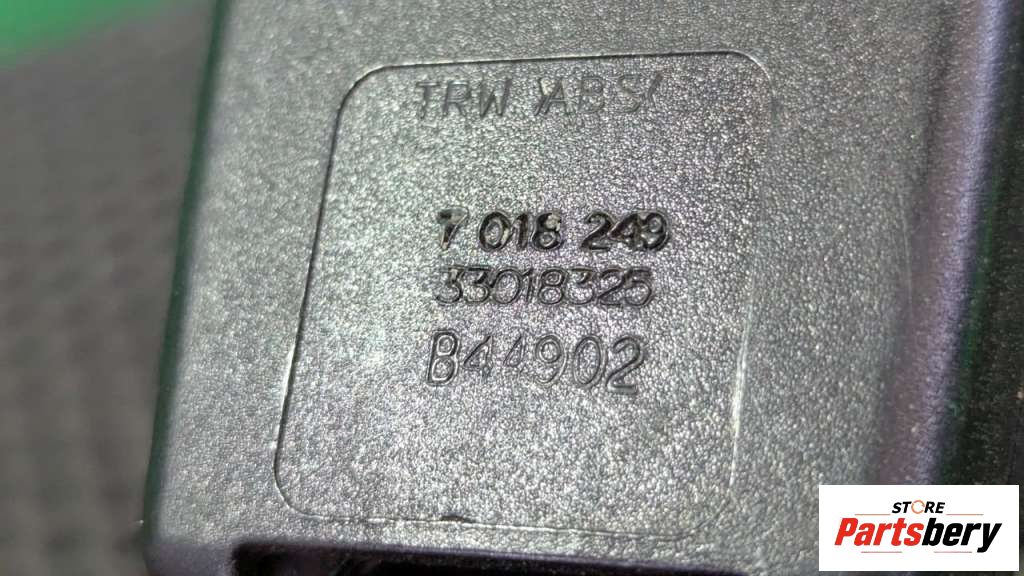 TRW ABS/
7 018 249
33018325
B44902
STORE
Partsbery